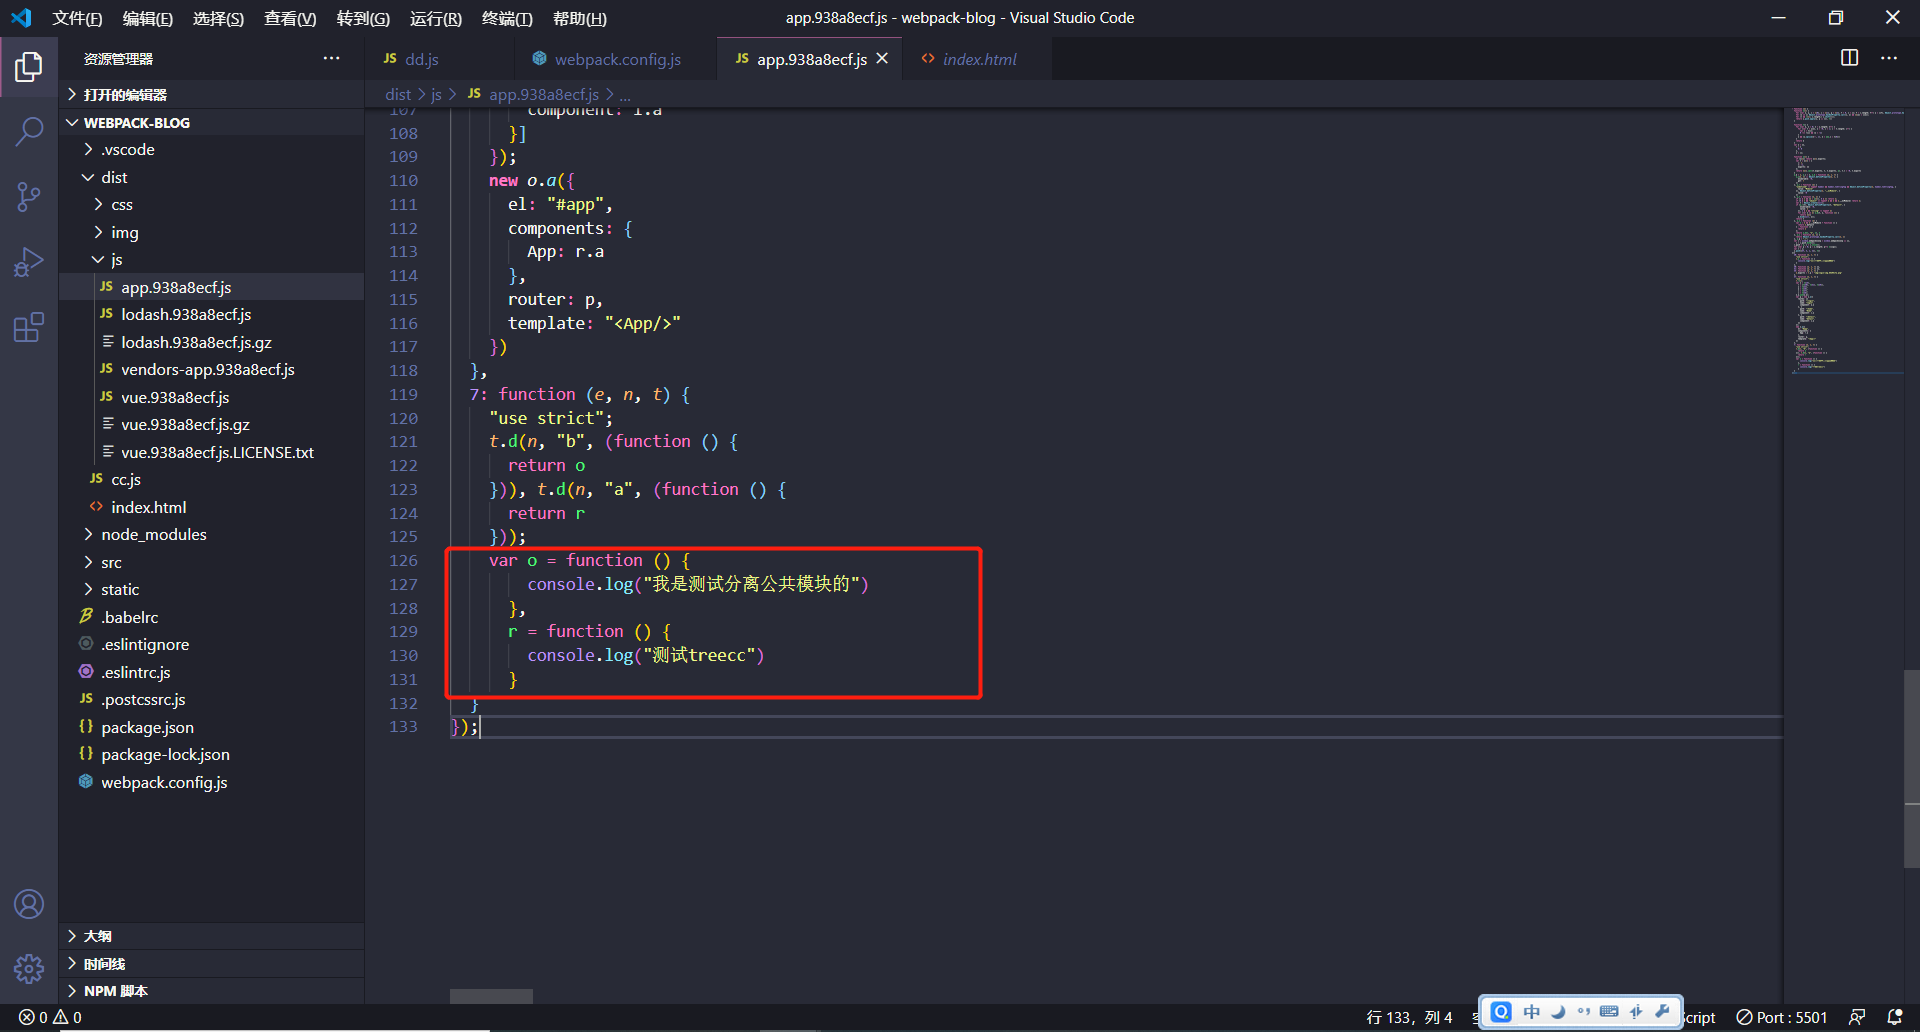 文件(F) 编辑(E) 选择(S) 查看(V) 转到(G) 运行(R) 终端(T) 帮助(H)
app.938a8ecf.js - webpack-blog - Visual Studio Code
资源管理器
JS dd.js
webpack.config.js
JS app.938a8ecf.js
<> index.html
dist > js > JS app.938a8ecf.js > ...
打开的编辑器
WEBPACK-BLOG
.vscode
dist
css
img
js
JS app.938a8ecf.js
JS lodash.938a8ecf.js
lodash.938a8ecf.js.gz
JS vendors-app.938a8ecf.js
JS vue.938a8ecf.js
vue.938a8ecf.js.gz
vue.938a8ecf.js.LICENSE.txt
JS cc.js
<> index.html
node_modules
src
static
.babelrc
.eslintignore
.eslintrc.js
JS .postcssrc.js
{} package.json
{} package-lock.json
webpack.config.js
大纲
时间线
NPM 脚本
107 component: i.a
108 }]
109 });
110 new o.a({
111 el: "#app",
112 components: {
113 App: r.a
114 },
115 router: p,
116 template: "<App/>"
117 })
118 },
119 7: function (e, n, t) {
120 "use strict";
121 t.d(n, "b", (function () {
122 return o
123 })), t.d(n, "a", (function () {
124 return r
125 }));
126 var o = function () {
127 console.log("我是测试分离公共模块的")
128 },
129 r = function () {
130 console.log("测试treecc")
131 }
132 }
133 });
0 0
行 133，列 4
中
cript
Port : 5501